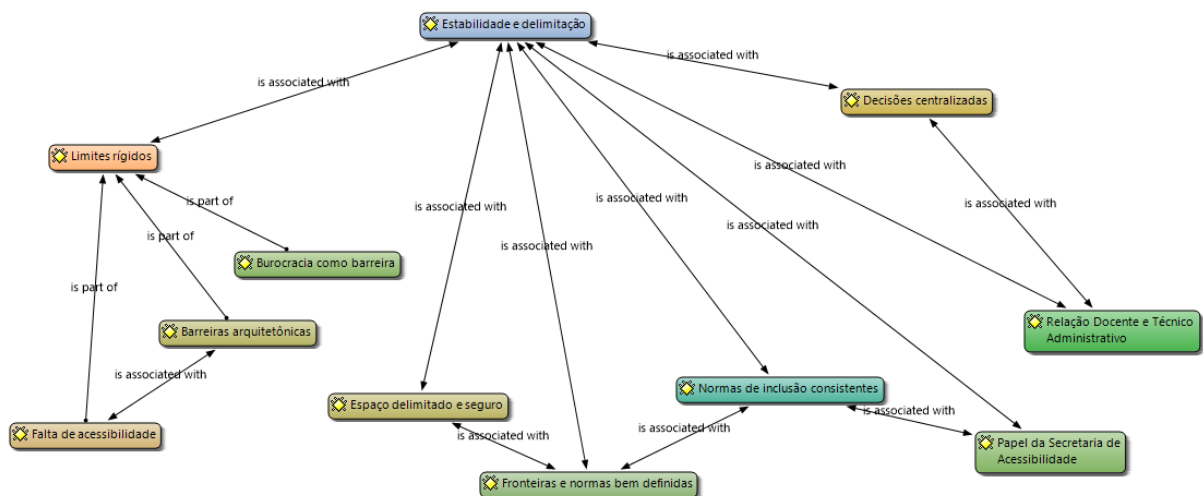 Estabilidade e delimitação
is associated with
is associated with
Decisões centralizadas
Limites rígidos
is associated with
is part of
is associated with
is associated with
is associated with
is part of
is associated with
is associated with
Burocracia como barreira
is part of
Relação Docente e Técnico
Administrativo
Barreiras arquitetônicas
is associated with
is associated with
Normas de inclusão consistentes
Espaço delimitado e seguro
is associated with
Falta de acessibilidade
is associated with
is associated with
Papel da Secretaria de
Acessibilidade
Fronteiras e normas bem definidas